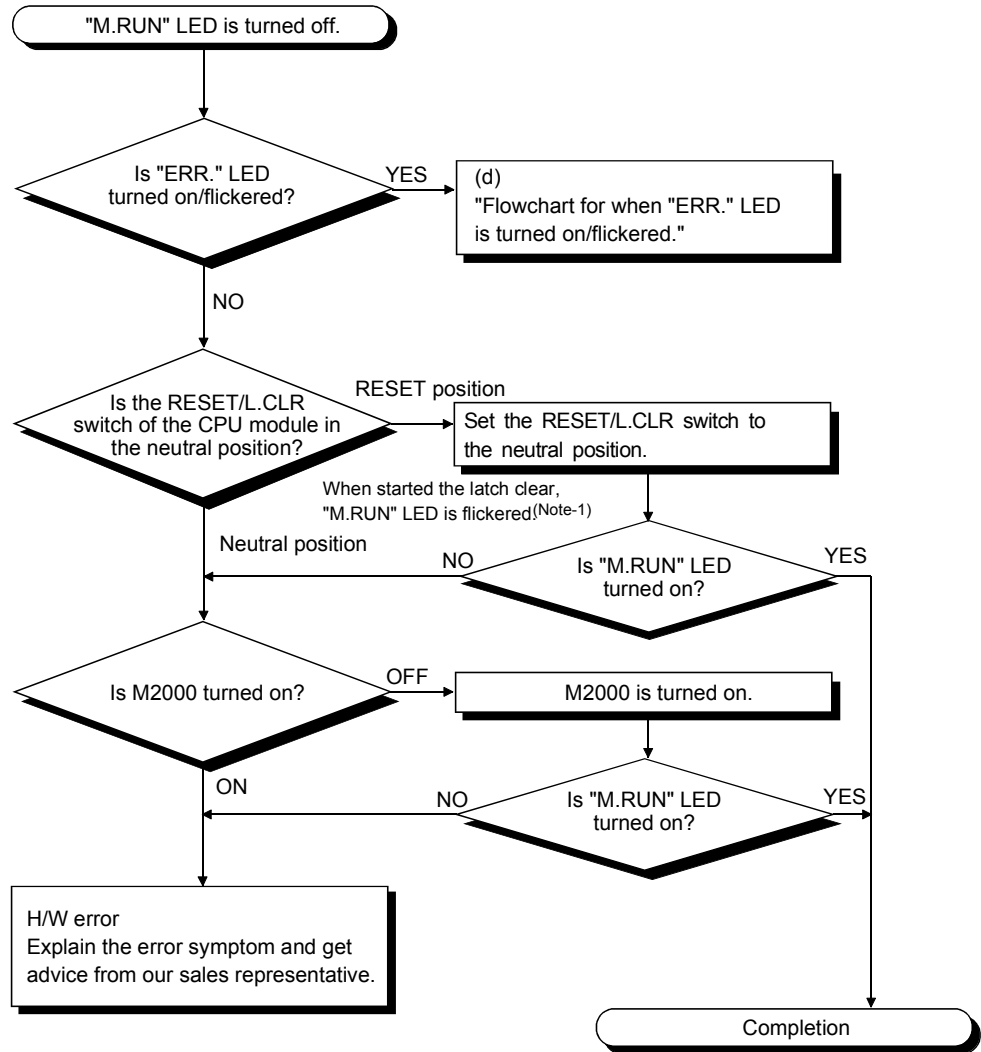 "M.RUN" LED is turned off.
Is "ERR." LED
turned on/flickered?
YES
(d)
"Flowchart for when "ERR." LED
is turned on/flickered."
NO
Is the RESET/L.CLR
switch of the CPU module in
the neutral position?
RESET position
Set the RESET/L.CLR switch to
the neutral position.
When started the latch clear,
"M.RUN" LED is flickered.(Note-1)
Neutral position
NO
Is "M.RUN" LED
turned on?
YES
Is M2000 turned on?
OFF
M2000 is turned on.
ON
NO
Is "M.RUN" LED
turned on?
YES
H/W error
Explain the error symptom and get
advice from our sales representative.
Completion